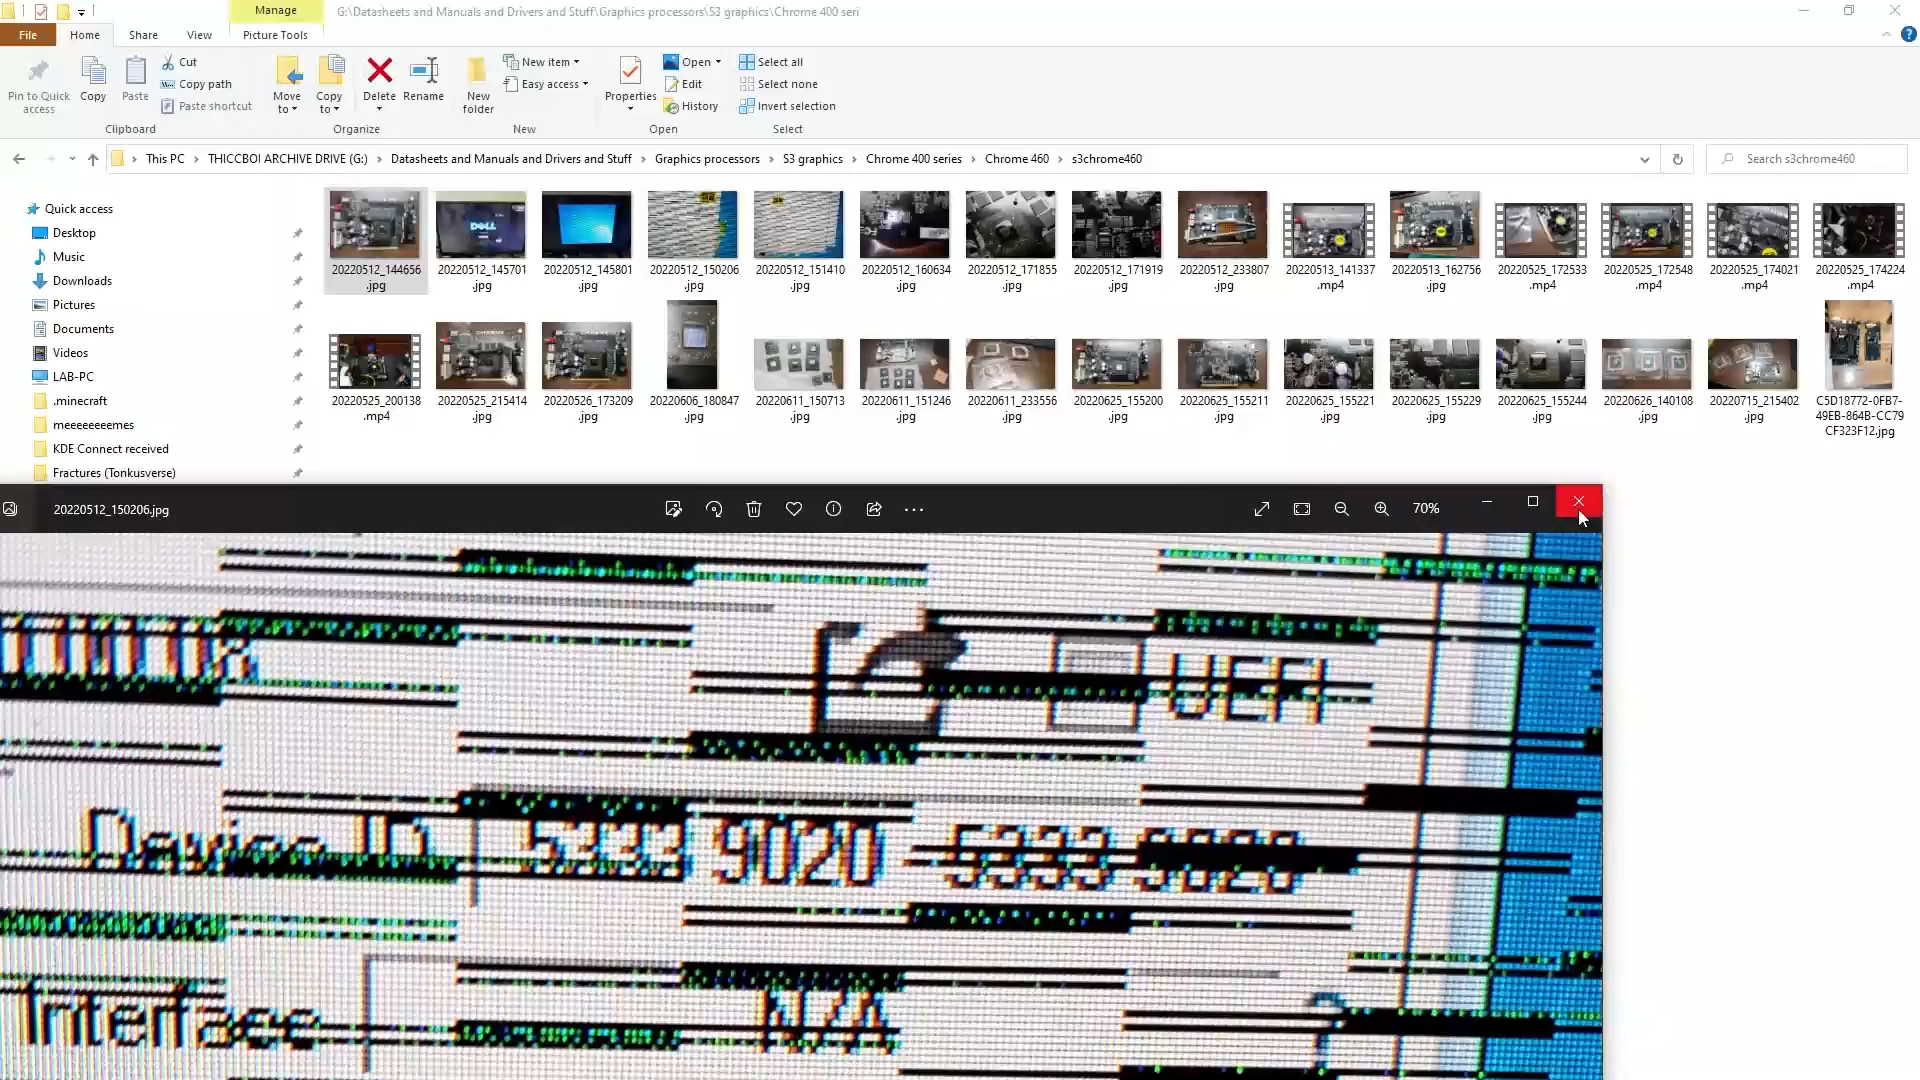 Manage
G:\Datasheets and Manuals and Drivers and Stuff\Graphics processors\S3 graphics\Chrome 400 seri
File
Home
Share
View
Picture Tools
Pin to Quick access
Copy
Paste
Cut
Copy path
Paste shortcut
Move to
Copy to
Delete
Rename
New folder
New item
Easy access
Properties
Open
Edit
History
Select all
Select none
Invert selection
Clipboard
Organize
New
Open
Select
This PC
THICCBOI ARCHIVE DRIVE (G:)
Datasheets and Manuals and Drivers and Stuff
Graphics processors
S3 graphics
Chrome 400 series
Chrome 460
s3chrome460
Search s3chrome460
Quick access
Desktop
Music
Downloads
Pictures
Documents
Videos
LAB-PC
.minecraft
meeeeeeemes
KDE Connect received
Fractures (Tonkusverse)
DELL
20220512_144656.jpg
20220512_145701.jpg
20220512_145801.jpg
20220512_150206.jpg
20220512_151410.jpg
20220512_160634.jpg
20220512_171855.jpg
20220512_171919.jpg
20220512_233807.jpg
20220513_141337.mp4
20220513_162756.jpg
20220525_172533.mp4
20220525_172548.mp4
20220525_174021.mp4
20220525_174224.mp4
20220525_200138.mp4
20220525_215414.jpg
20220526_173209.jpg
20220606_180847.jpg
20220611_150713.jpg
20220611_151246.jpg
20220611_233556.jpg
20220625_155200.jpg
20220625_155211.jpg
20220625_155221.jpg
20220625_155229.jpg
20220625_155244.jpg
20220626_140108.jpg
20220715_215402.jpg
C5D18772-0FB7-49EB-864B-CC79CF323F12.jpg
20220512_150206.jpg
70%
UEFI
Device ID
5333 9020
Interface
N/A